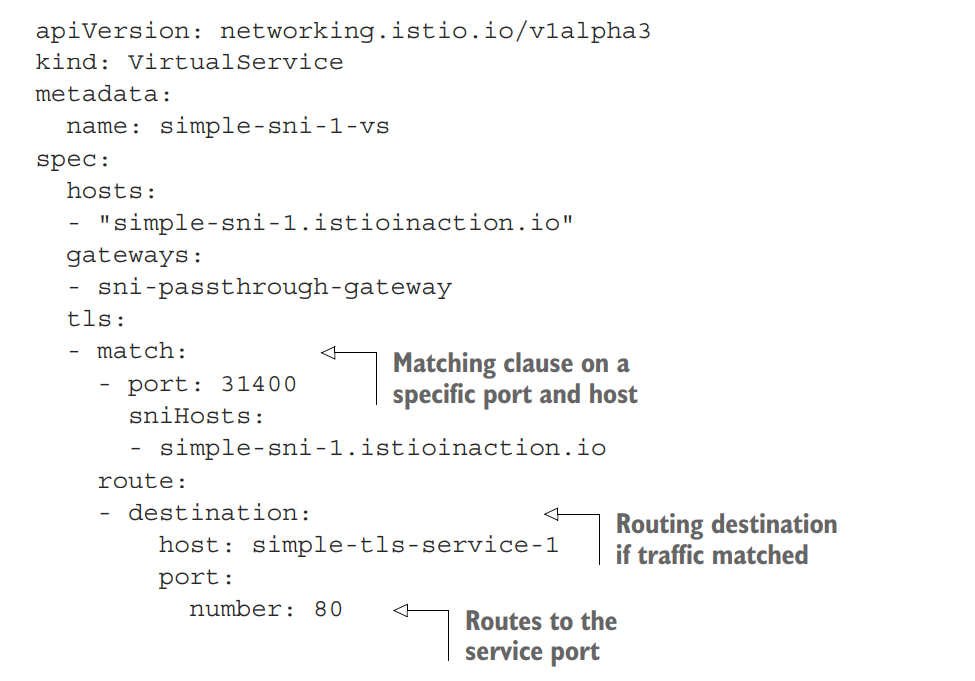 apiVersion: networking.istio.io/v1alpha3
kind: VirtualService
metadata:
  name: simple-sni-1-vs
spec:
  hosts:
  - "simple-sni-1.istioinaction.io"
  gateways:
  - sni-passthrough-gateway
  tls:
  - match:
    - port: 31400
      sniHosts:
      - simple-sni-1.istioinaction.io
    route:
    - destination:
        host: simple-tls-service-1
        port:
          number: 80
Matching clause on a
specific port and host
Routing destination
if traffic matched
Routes to the
service port